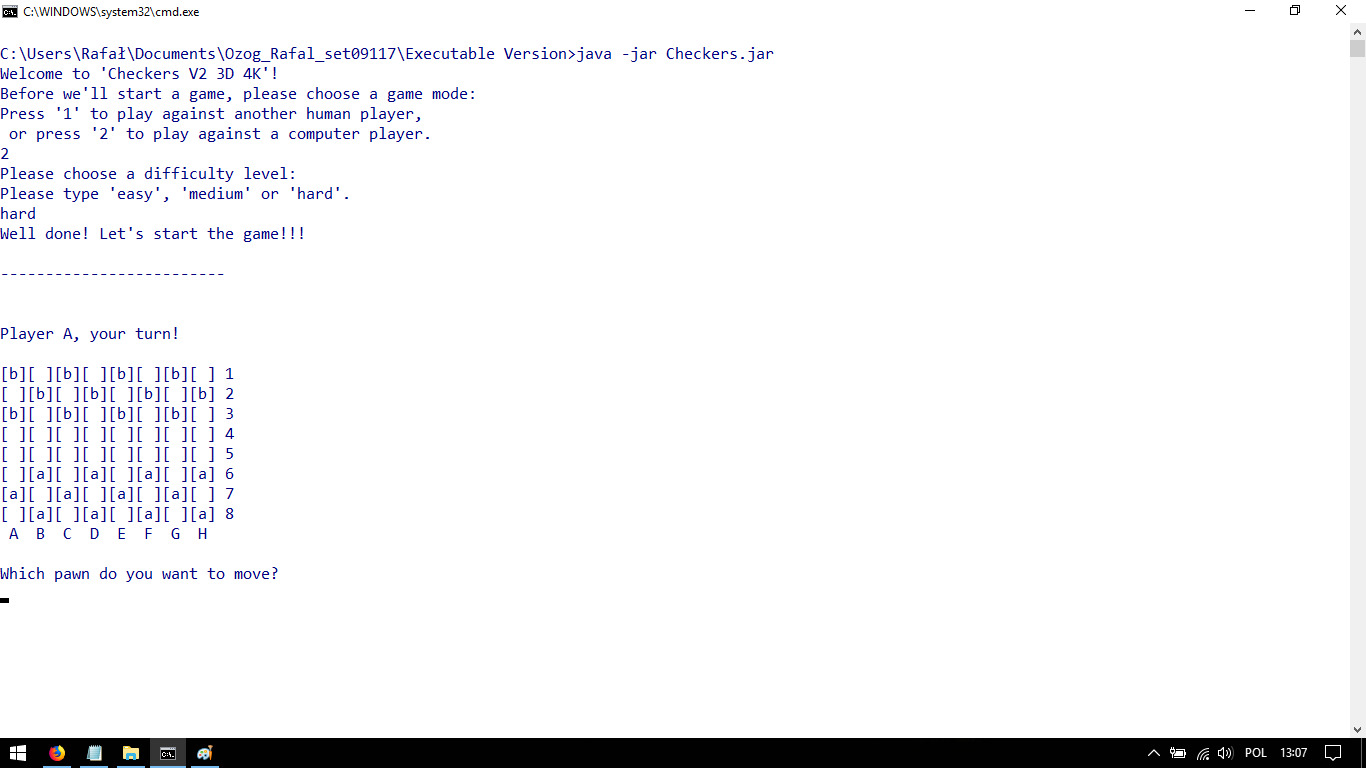 C:\WINDOWS\system32\cmd.exe
C:\Users\Rafał\Documents\Ozog_Rafal_set09117\Executable Version>java -jar Checkers.jar
Welcome to 'Checkers V2 3D 4K'!
Before we'll start a game, please choose a game mode:
Press '1' to play against another human player,
 or press '2' to play against a computer player.
2
Please choose a difficulty level:
Please type 'easy', 'medium' or 'hard'.
hard
Well done! Let's start the game!!!
-------------------------
Player A, your turn!
[b][ ][b][ ][b][ ][b][ ] 1
[ ][b][ ][b][ ][b][ ][b] 2
[b][ ][b][ ][b][ ][b][ ] 3
[ ][ ][ ][ ][ ][ ][ ][ ] 4
[ ][ ][ ][ ][ ][ ][ ][ ] 5
[ ][a][ ][a][ ][a][ ][a] 6
[a][ ][a][ ][a][ ][a][ ] 7
[ ][a][ ][a][ ][a][ ][a] 8
 A  B  C  D  E  F  G  H
Which pawn do you want to move?
POL 13:07